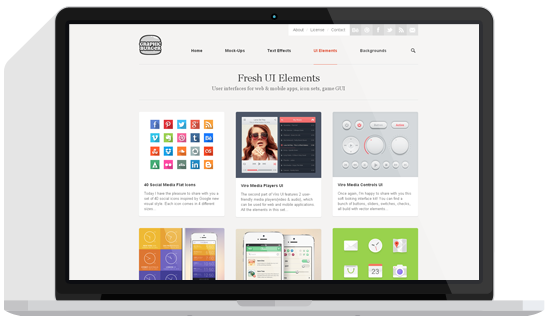 About License Contact
GRAPHIC
BURGER
Home Mock-Ups Text Effects UI Elements Backgrounds
Fresh UI Elements
User interfaces for web & mobile apps, icon sets, game GUI
40 Social Media Flat Icons
Today I have the pleasure to share with you a
set of 40 social icons inspired by Google new
visual style. Each icon comes in 4 different
sizes.
Vire Media Players UI
The second part of Vire UI features 2 user
friendly media players(video & audio), which
can be used for web and mobile applications.
All the elements in this set
Vire Media Controls UI
Once again, I'm happy to share with you this
soft looking interface kit! You can find a
bunch of buttons, sliders, switches, checks,
all build with vector elements
23